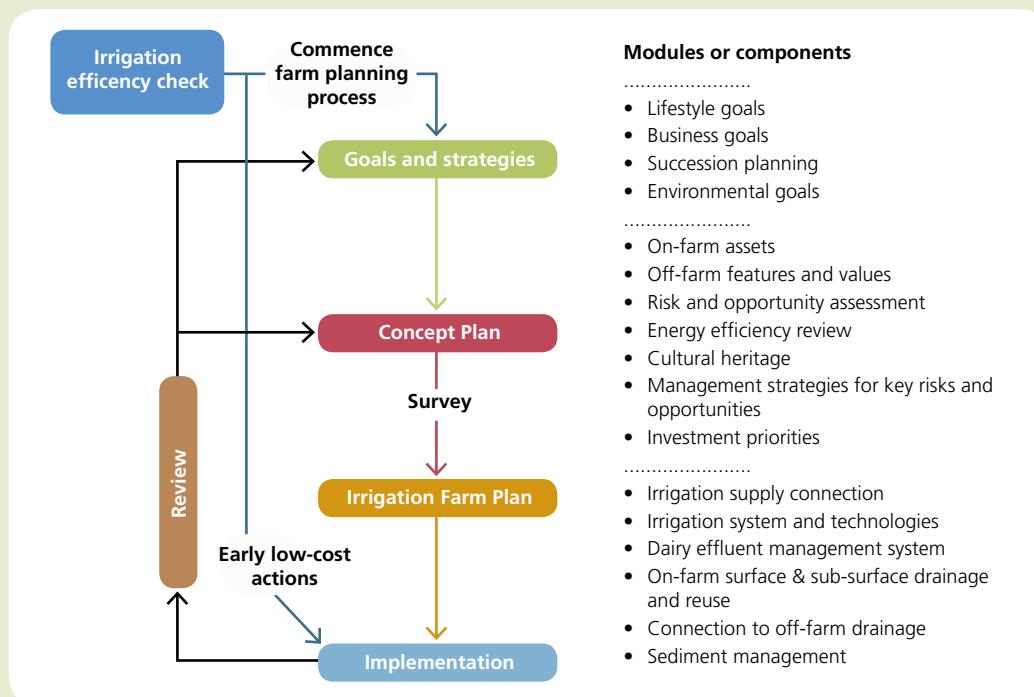 Irrigation
efficency check
Commence
farm planning
process
Goals and strategies
Concept Plan
Survey
Irrigation Farm Plan
Review
Early low-cost
actions
Implementation
Modules or components
.......................
• Lifestyle goals
• Business goals
• Succession planning
• Environmental goals
.......................
• On-farm assets
• Off-farm features and values
• Risk and opportunity assessment
• Energy efficiency review
• Cultural heritage
• Management strategies for key risks and
opportunities
• Investment priorities
.......................
• Irrigation supply connection
• Irrigation system and technologies
• Dairy effluent management system
• On-farm surface & sub-surface drainage
and reuse
• Connection to off-farm drainage
• Sediment management